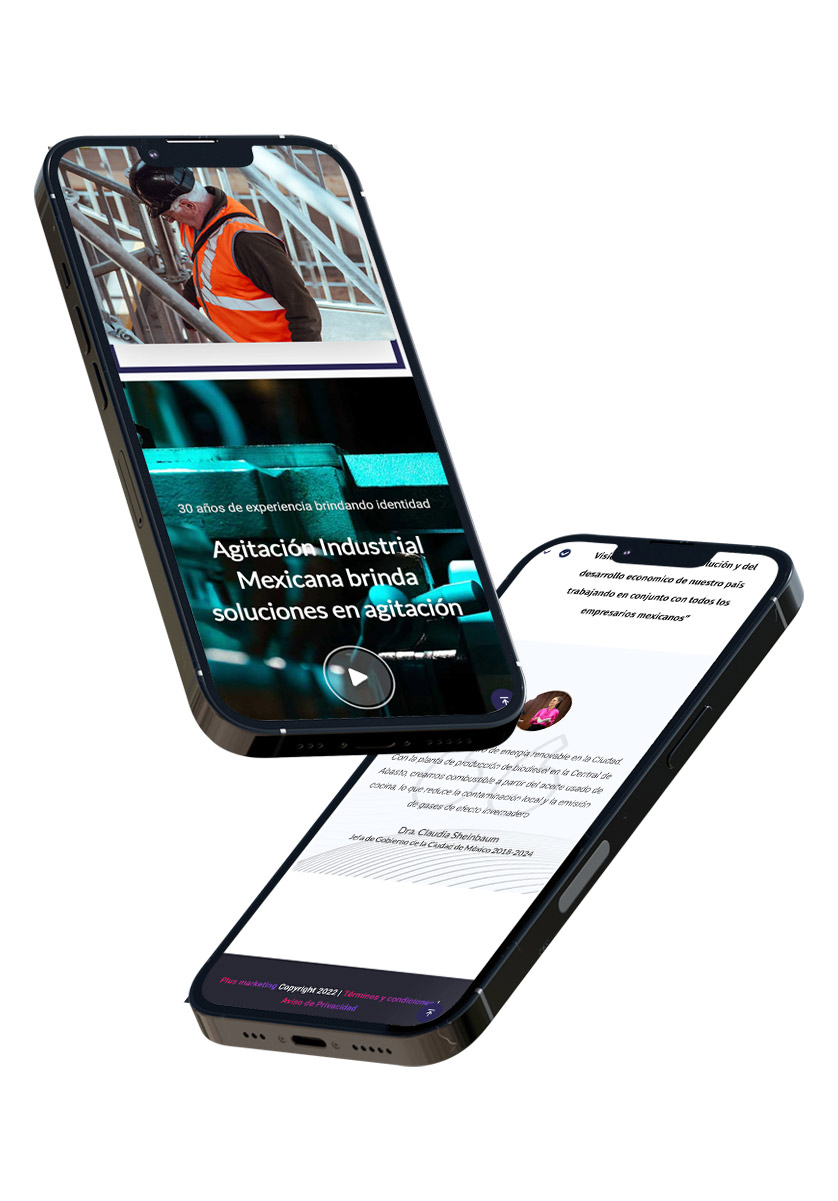 30 años de experiencia brindando identidad
Agitación Industrial
Mexicana brinda
soluciones en agitación
lución y del
desarrollo economico de nuestro país
trabajando en conjunto con todos los
empresarios mexicanos"
de energía renovable en la Ciudad.
Con la planta de producción de biodiesel en la Central de
Abasto, creamos combustible a partir del aceite usado de
cocina, lo que reduce la contaminación local y la emisión
de gases de efecto invernadero
Dra. Claudia Sheinbaum
Jefa de Gobierno de la Ciudad de México 2018-2024
Plus marketing Copyright 2022 | Términos y condiciones |
Aviso de Privacidad